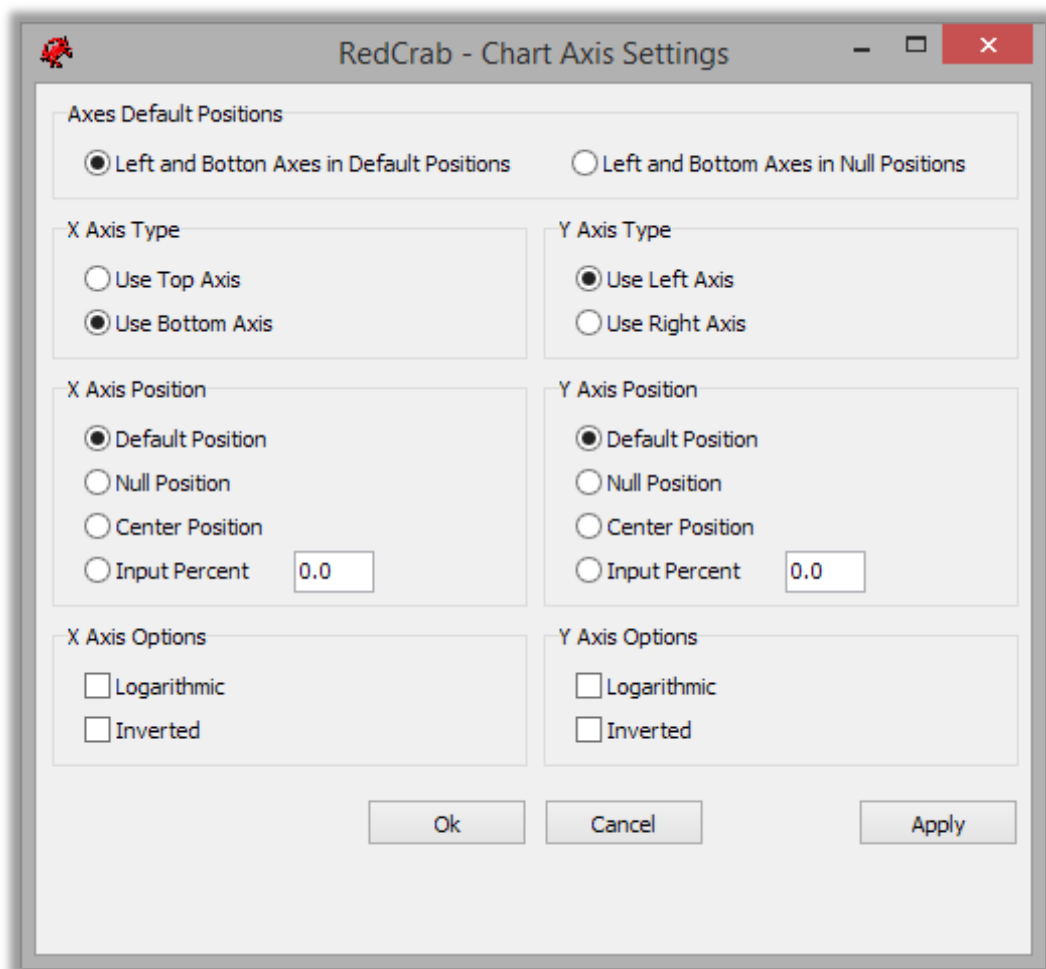 RedCrab - Chart Axis Settings
Axes Default Positions
Left and Botton Axes in Default Positions Left and Bottom Axes in Null Positions
X Axis Type Y Axis Type
Use Top Axis Use Left Axis
Use Bottom Axis Use Right Axis
X Axis Position Y Axis Position
Default Position Default Position
Null Position Null Position
Center Position Center Position
Input Percent 0.0 Input Percent 0.0
X Axis Options Y Axis Options
Logarithmic Logarithmic
Inverted Inverted
Ok Cancel Apply